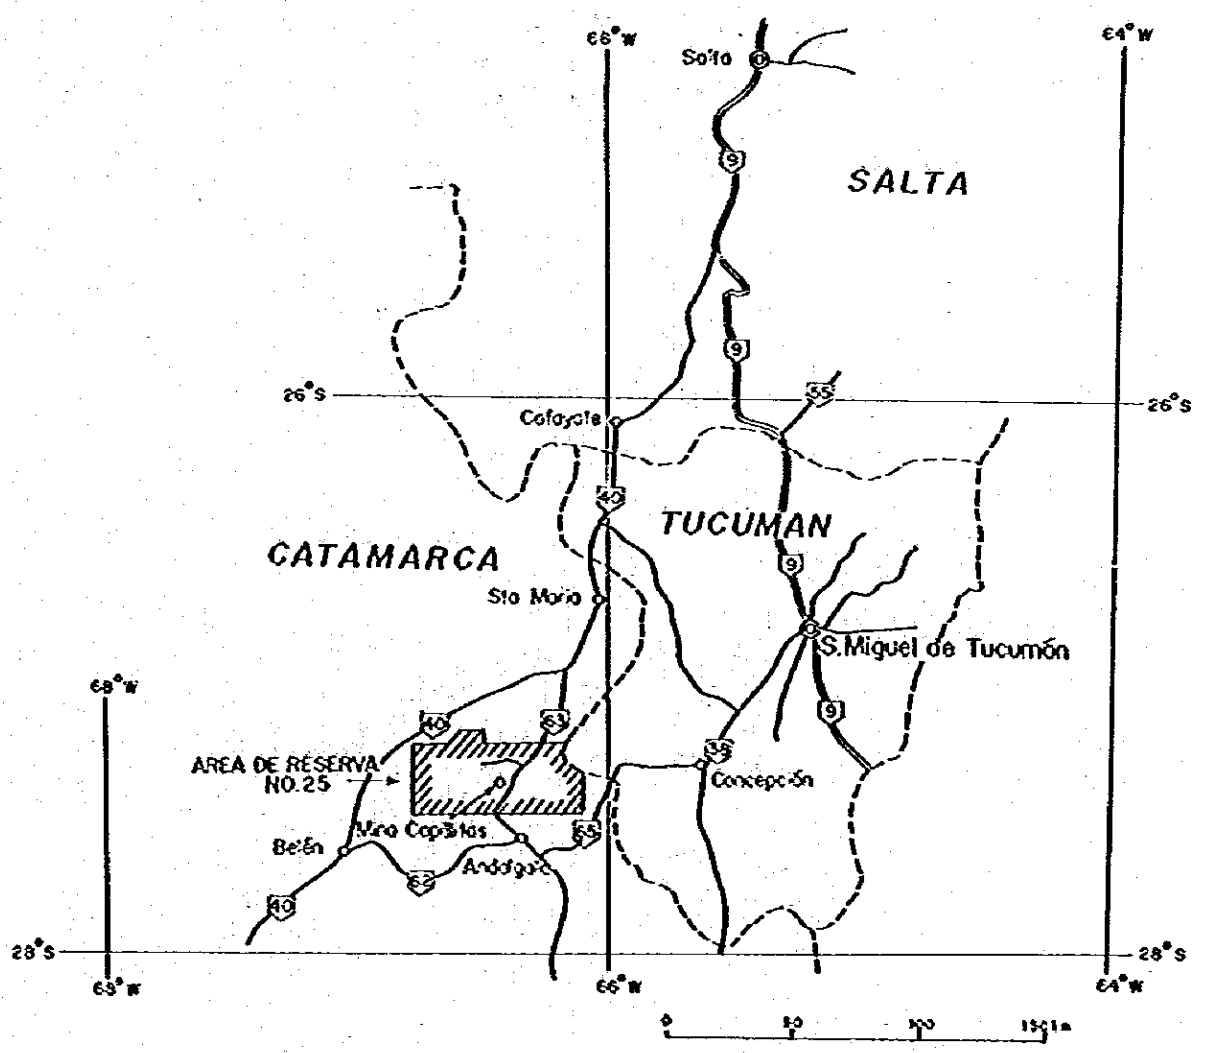 66°W
64°W
Salta
9
SALTA
9
26°S
55
26°S
Cafayate
40
TUCUMAN
CATAMARCA
9
Sta Maria
S. Miguel de Tucumón
68°W
40
63
9
AREA DE RESERVA
NO. 25
38
Concepción
Mina Capillitas
65
Belén
Andalgala
62
40
28°S
28°S
68°W
66°W
64°W
0
50
100
150 km